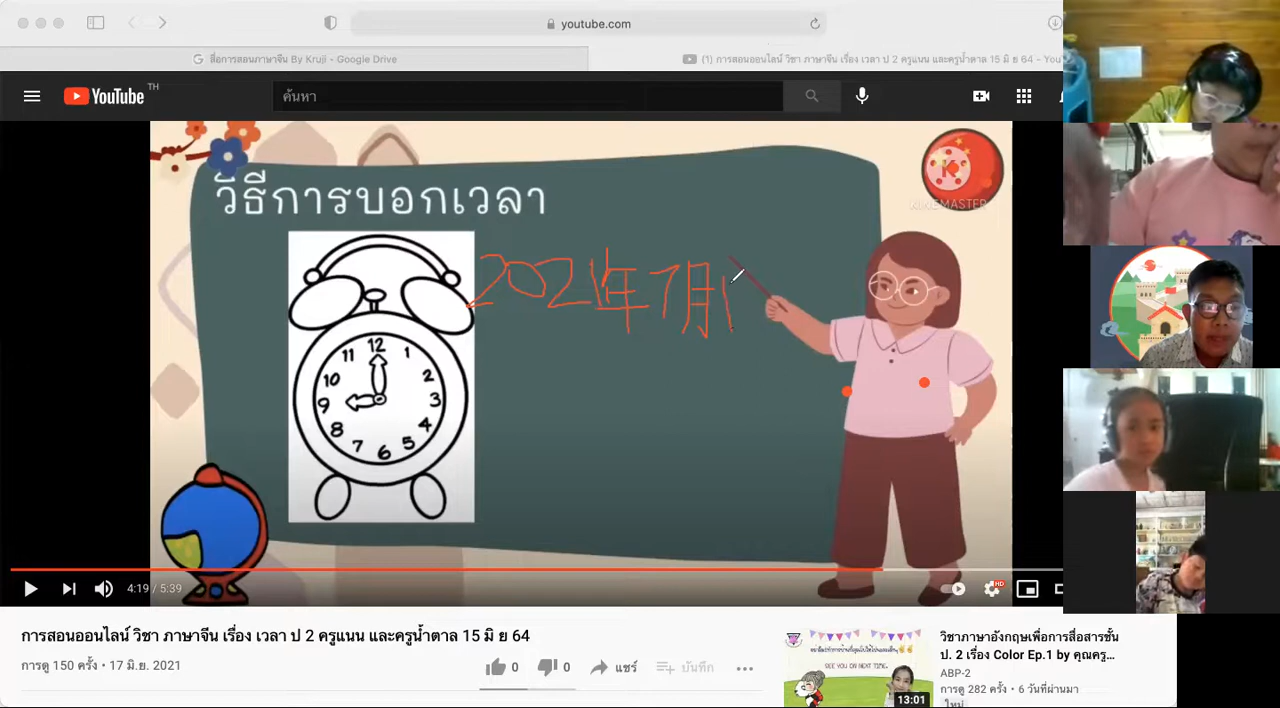 youtube.com
สื่อการสอนภาษาจีน By Kruji - Google Drive
(1) การสอนออนไลน์ วิชา ภาษาจีน เรื่อง เวลา ป 2 ครูแนน และครูน้ำตาล 15 มิ ย 64 - You
YouTube TH
ค้นหา
วิธีการบอกเวลา
K
KINEMASTER
2021年7月1
12
11 1
10 2
9 3
8 4
7 6 5
4:19 / 5:39
HD
การสอนออนไลน์ วิชา ภาษาจีน เรื่อง เวลา ป 2 ครูแนน และครูน้ำตาล 15 มิ ย 64
การดู 150 ครั้ง • 17 มิ.ย. 2021
0
0
แชร์
บันทึก
SEE YOU ON NEXT TIME.
13:01
วิชาภาษาอังกฤษเพื่อการสื่อสารชั้น
ป. 2 เรื่อง Color Ep.1 by คุณครู...
ABP-2
การดู 282 ครั้ง • 6 วันที่ผ่านมา
ใหม่